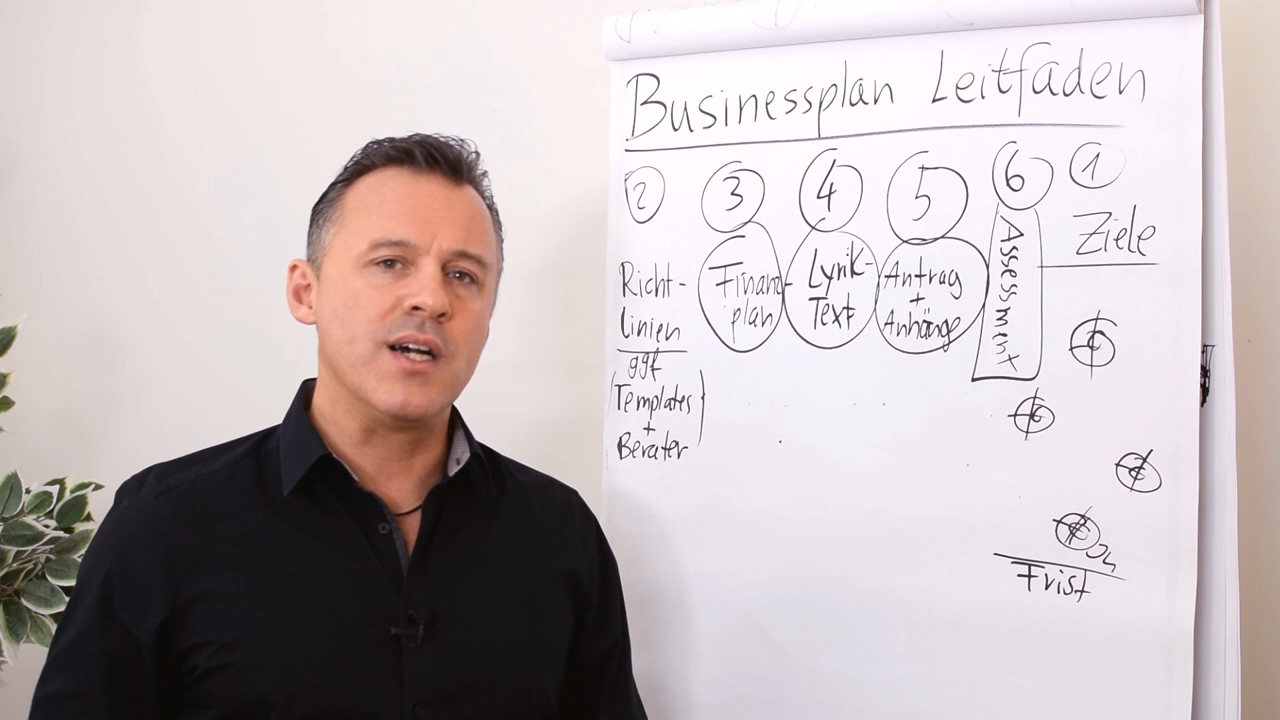 Businessplan Leitfaden
2
Richt-
linien
ggf
Templates
+
Berater
3
Finanz-
plan
4
Lyrik-
Text
5
Antrag
+
Anhänge
6
Assessment
1
Ziele
€
€
€
€
Frist